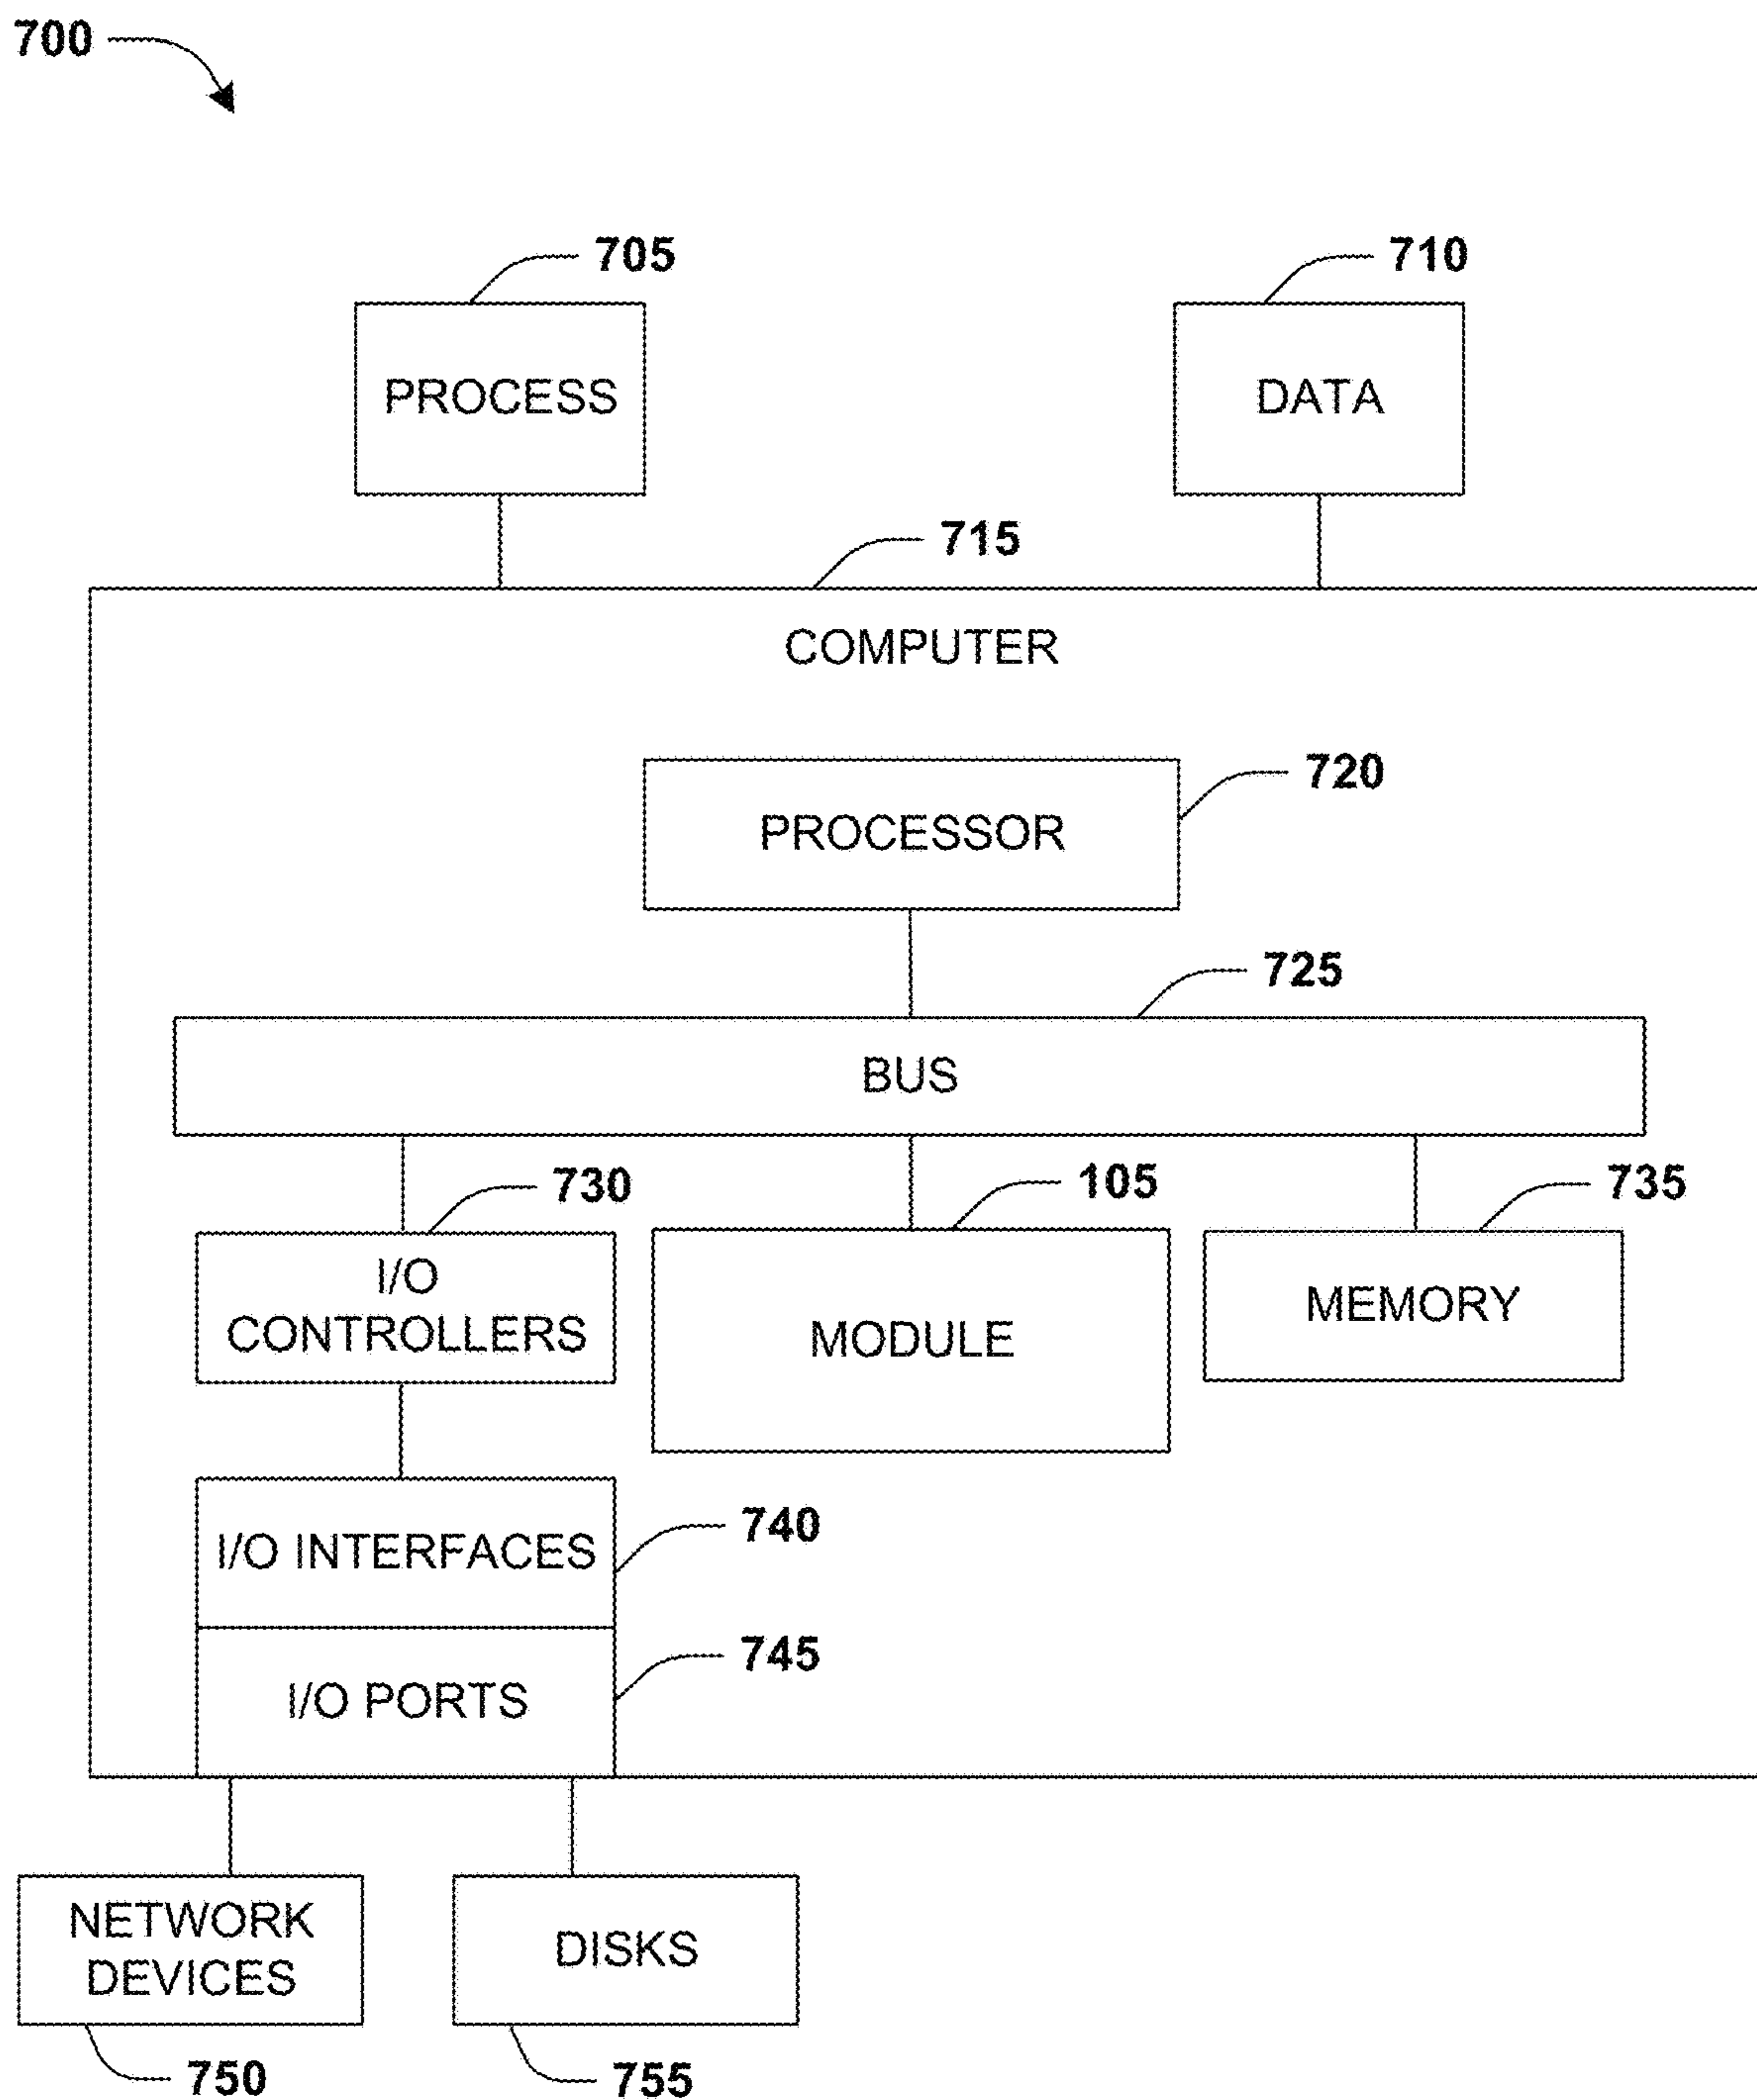 700
705
710
PROCESS
DATA
715
COMPUTER
720
PROCESSOR
725
BUS
730
105
735
I/O
CONTROLLERS
MODULE
MEMORY
740
I/O INTERFACES
745
I/O PORTS
NETWORK
DEVICES
DISKS
750
755